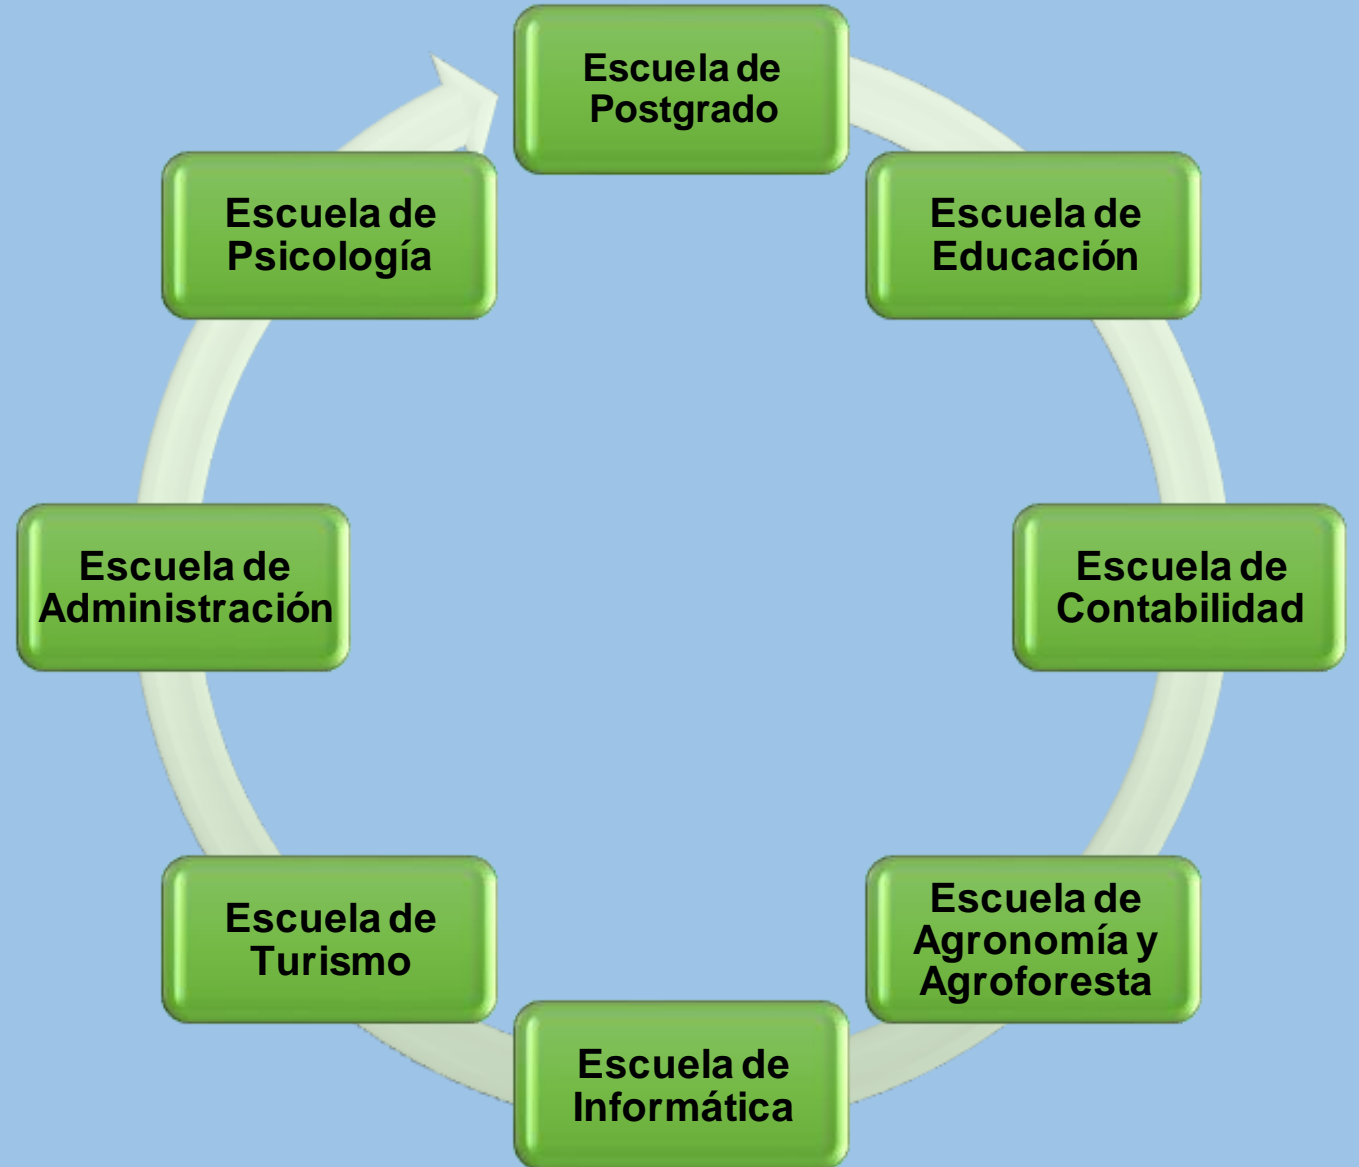 Escuela de
Postgrado
Escuela de
Educación
Escuela de
Contabilidad
Escuela de
Agronomía y
Agroforesta
Escuela de
Informática
Escuela de
Turismo
Escuela de
Administración
Escuela de
Psicología